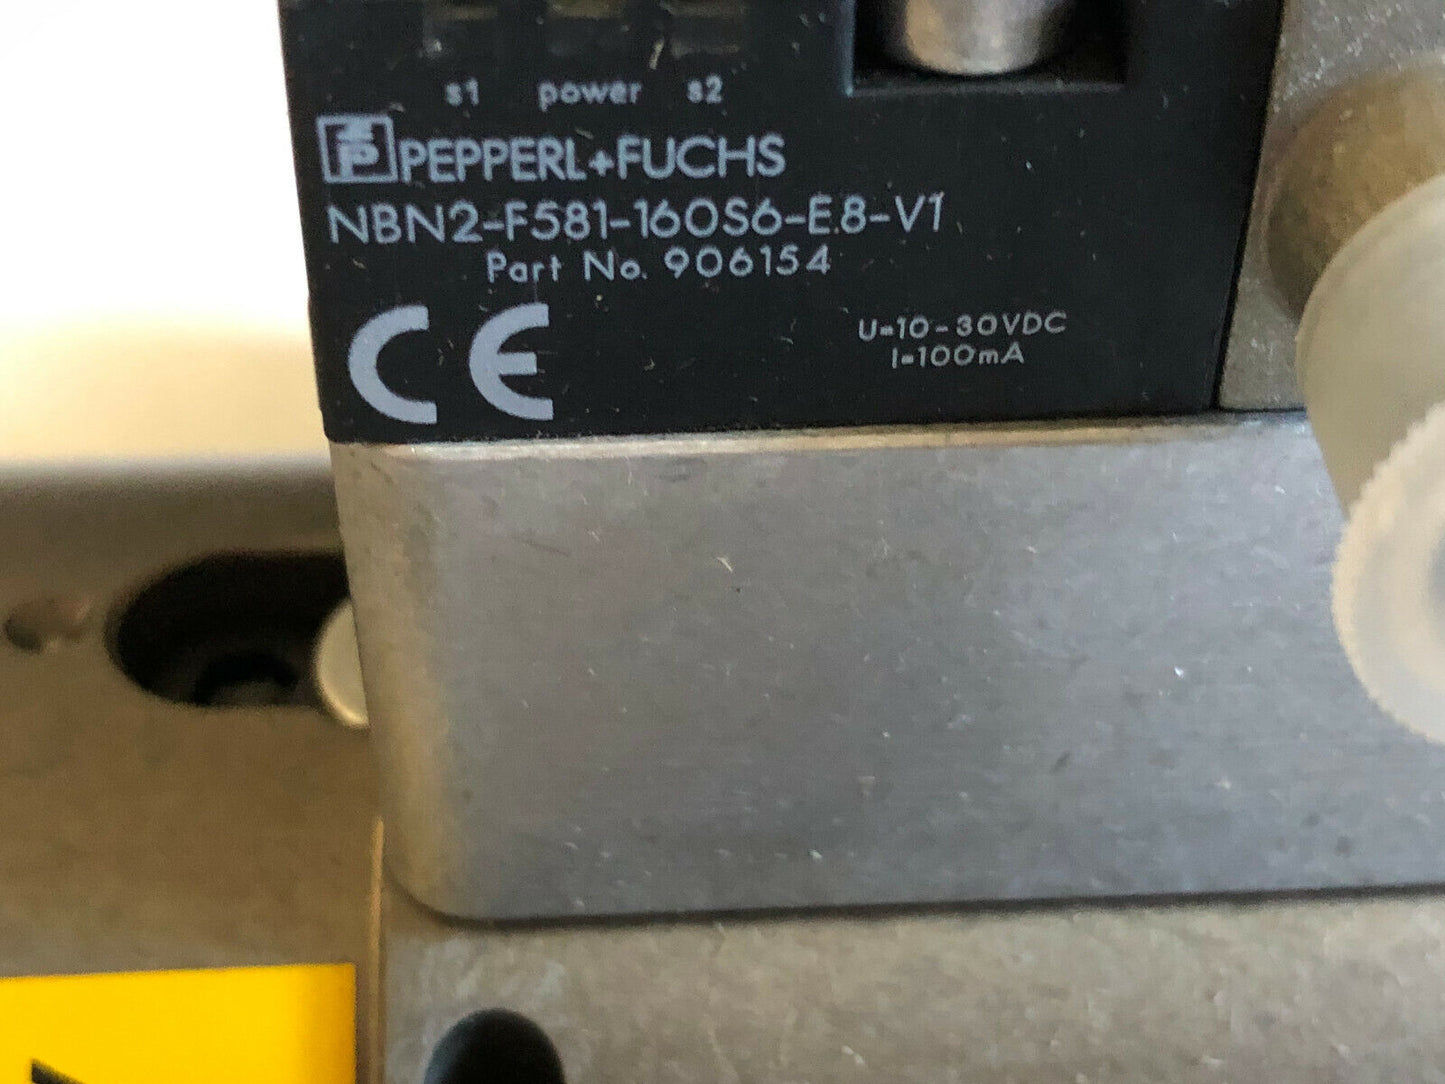 s1 power s2
PEPPERL+FUCHS
NBN2-F581-160S6-E8-V1
Part No. 906154
CE
U=10-30VDC
I=100mA